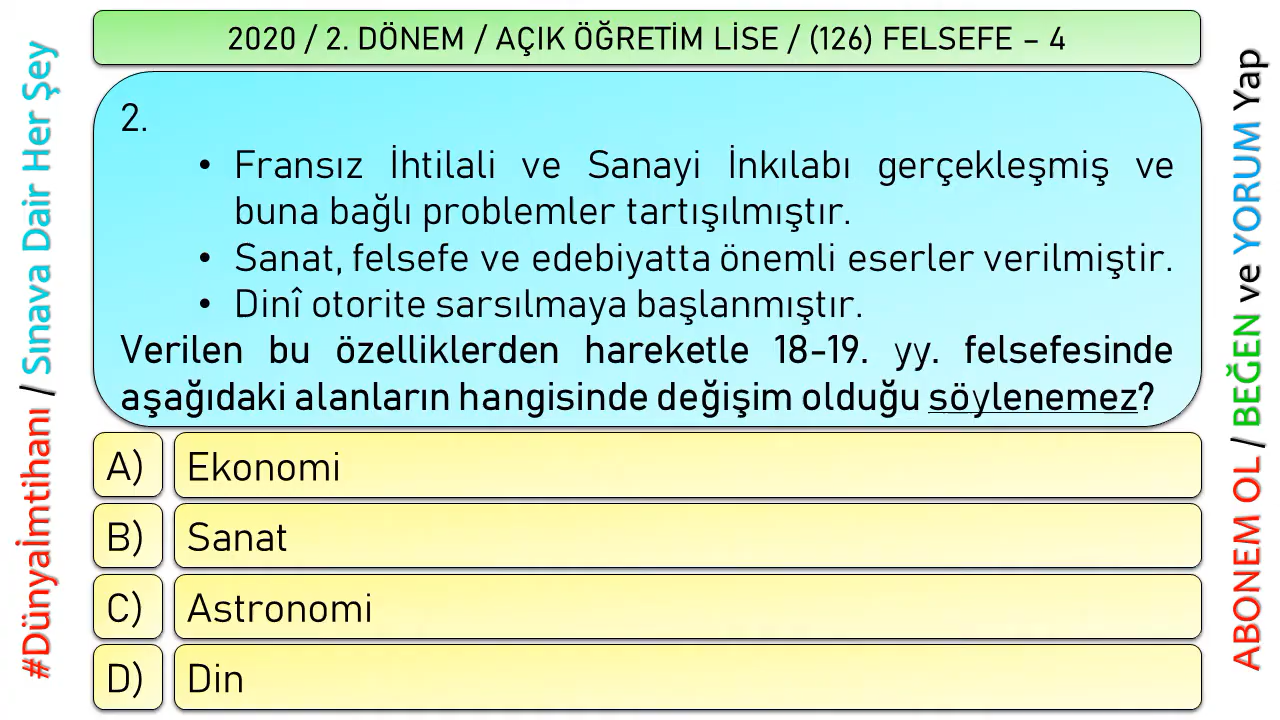 2020 / 2. DÖNEM / AÇIK ÖĞRETİM LİSE / (126) FELSEFE – 4
#Dünyaİmtihanı / Sınava Dair Her Şey
2.
• Fransız İhtilali ve Sanayi İnkılabı gerçekleşmiş ve
buna bağlı problemler tartışılmıştır.
• Sanat, felsefe ve edebiyatta önemli eserler verilmiştir.
• Dinî otorite sarsılmaya başlanmıştır.
Verilen bu özelliklerden hareketle 18-19. yy. felsefesinde
aşağıdaki alanların hangisinde değişim olduğu söylenemez?
A) Ekonomi
B) Sanat
C) Astronomi
D) Din
ABONEM OL / BEĞEN ve YORUM Yap